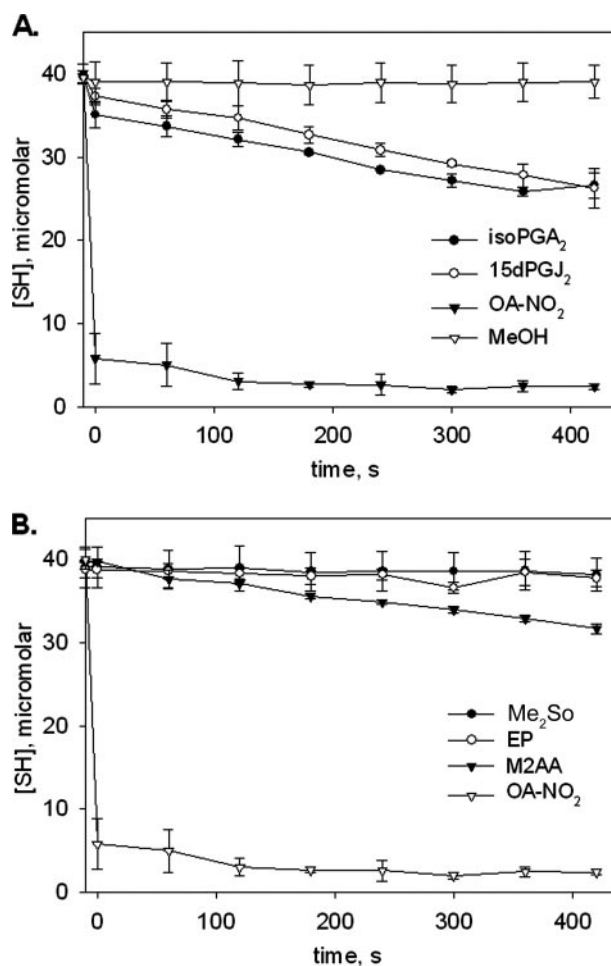 A.
40
30
20
10
0
[SH], micromolar
isoPGA₂
15dPGJ₂
OA-NO₂
MeOH
0 100 200 300 400
time, s
B.
40
30
20
10
0
[SH], micromolar
Me₂So
EP
M2AA
OA-NO₂
0 100 200 300 400
time, s